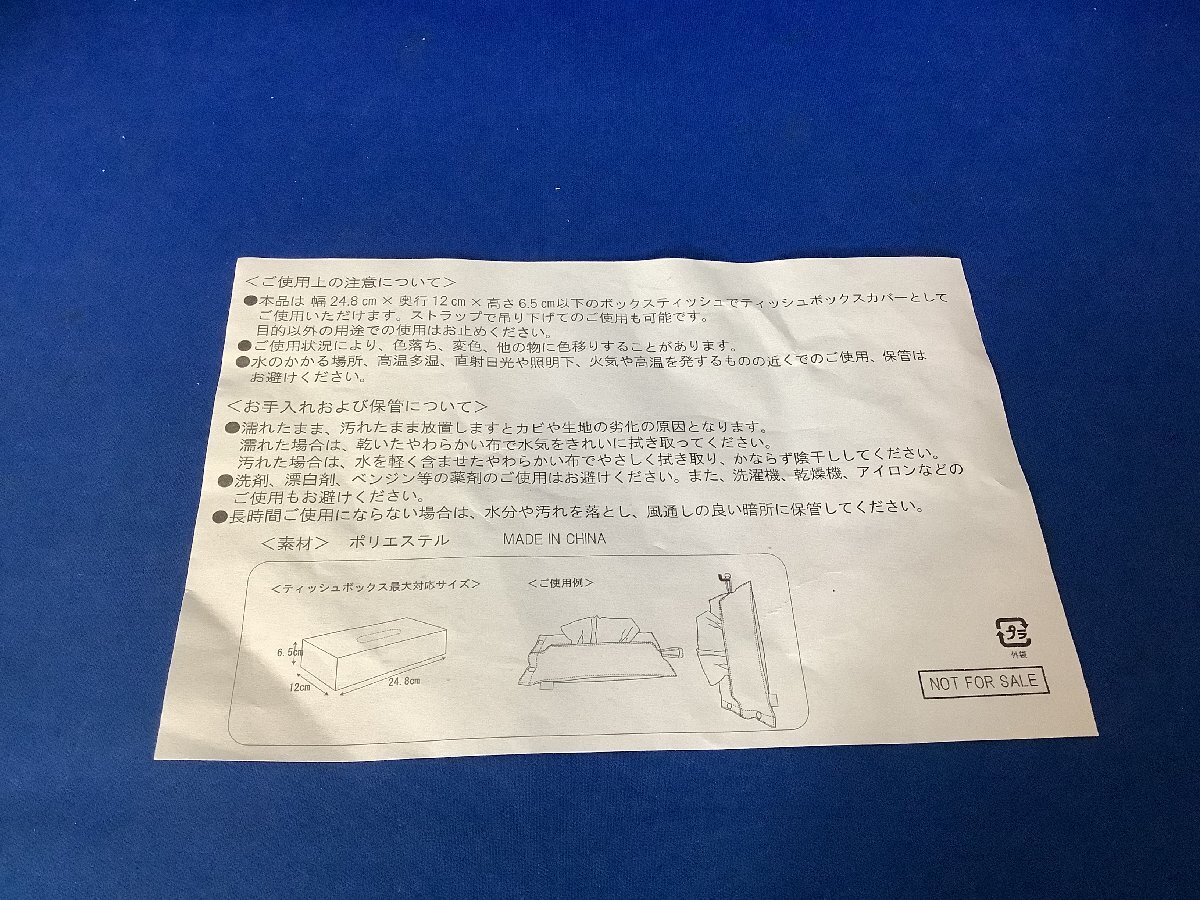 ＜ご使用上の注意について＞
●本品は 幅 24.8 cm × 奥行 12 cm × 高さ 6.5 cm以下のボックスティッシュでティッシュボックスカバーとして
ご使用いただけます。ストラップで吊り下げてのご使用も可能です。
目的以外の用途での使用はお止めください。
●ご使用状況により、色落ち、変色、他の物に色移りすることがあります。
●水のかかる場所、高温多湿、直射日光や照明下、火気や高温を発するものの近くでのご使用、保管は
お避けください。
＜お手入れおよび保管について＞
●濡れたまま、汚れたまま放置しますとカビや生地の劣化の原因となります。
濡れた場合は、乾いたやわらかい布で水気をきれいに拭き取ってください。
汚れた場合は、水を軽く含ませたやわらかい布でやさしく拭き取り、かならず陰干ししてください。
●洗剤、漂白剤、ベンジン等の薬剤のご使用はお避けください。また、洗濯機、乾燥機、アイロンなどの
ご使用もお避けください。
●長時間ご使用にならない場合は、水分や汚れを落とし、風通しの良い暗所に保管してください。
＜素材＞ ポリエステル MADE IN CHINA
＜ティッシュボックス最大対応サイズ＞ ＜ご使用例＞
6.5cm
12cm
24.8cm
プラ
外袋
NOT FOR SALE